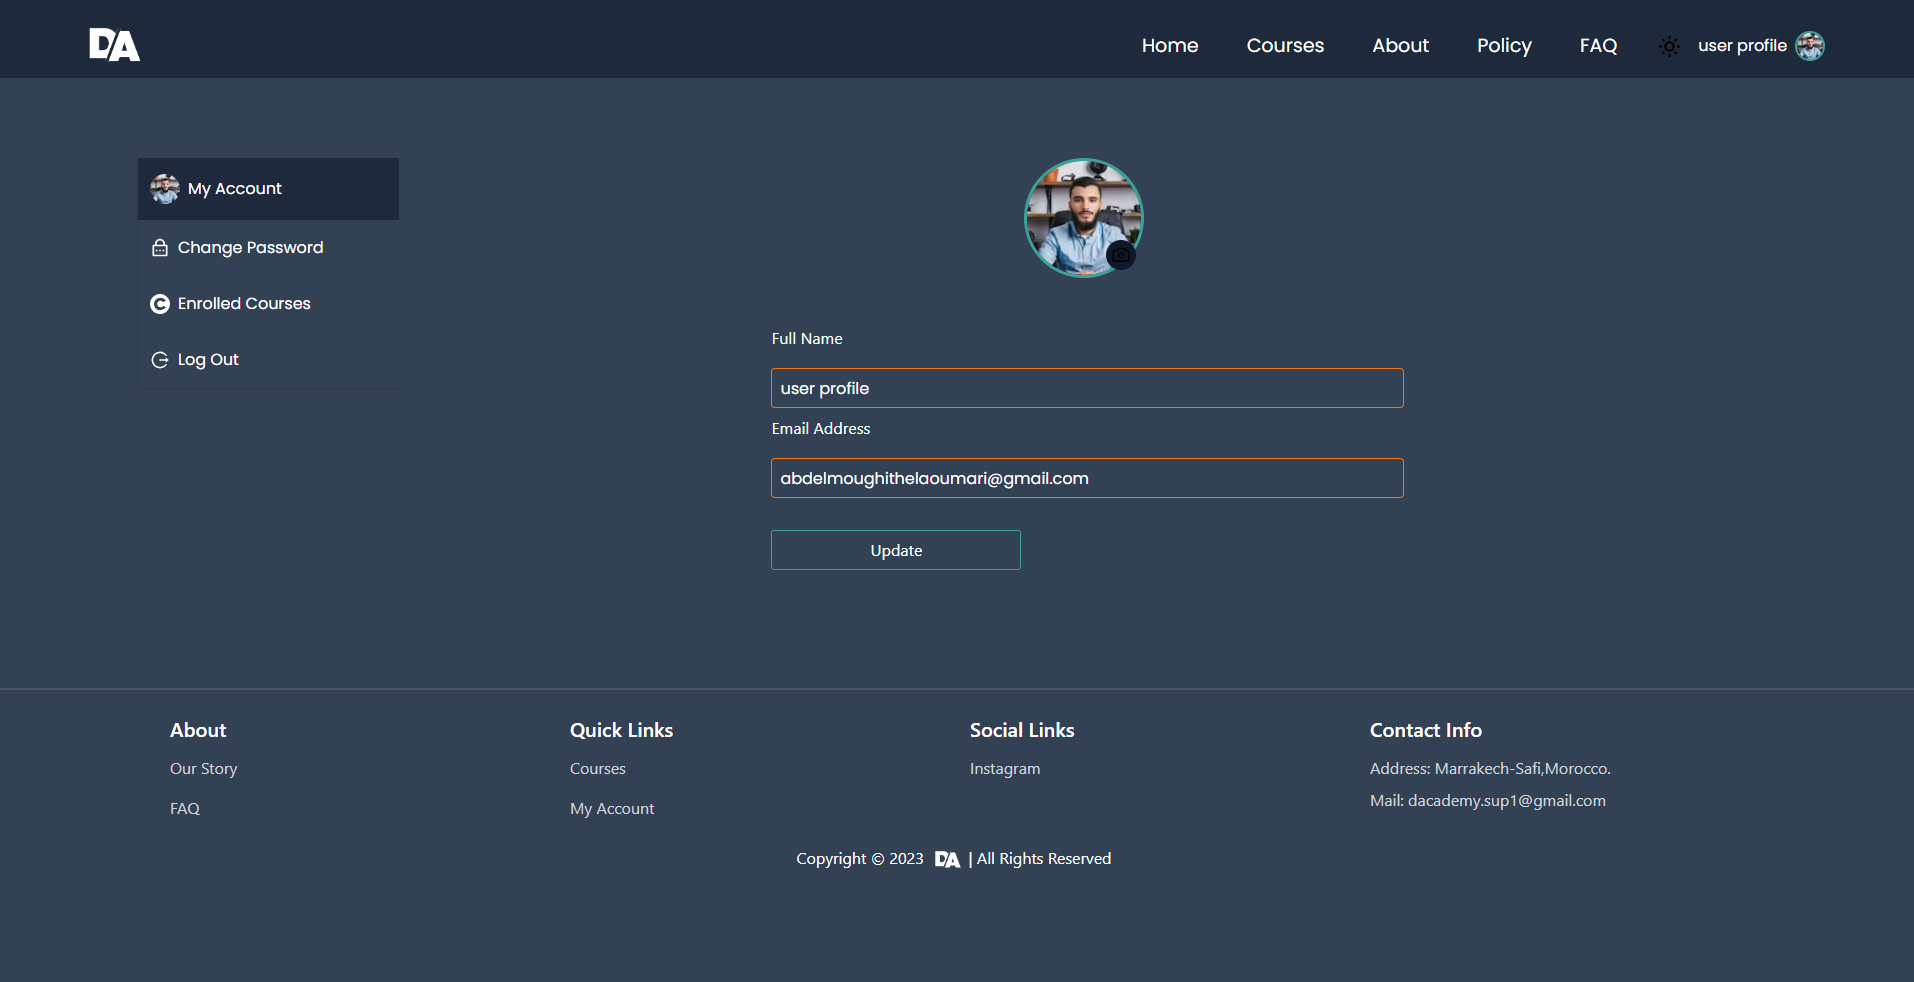 DA
Home Courses About Policy FAQ user profile
My Account
Change Password
Enrolled Courses
Log Out
Full Name
user profile
Email Address
abdelmoughithelaoumari@gmail.com
Update
About
Our Story
FAQ
Quick Links
Courses
My Account
Social Links
Instagram
Contact Info
Address: Marrakech-Safi,Morocco.
Mail: dacademy.sup1@gmail.com
Copyright © 2023 DA | All Rights Reserved